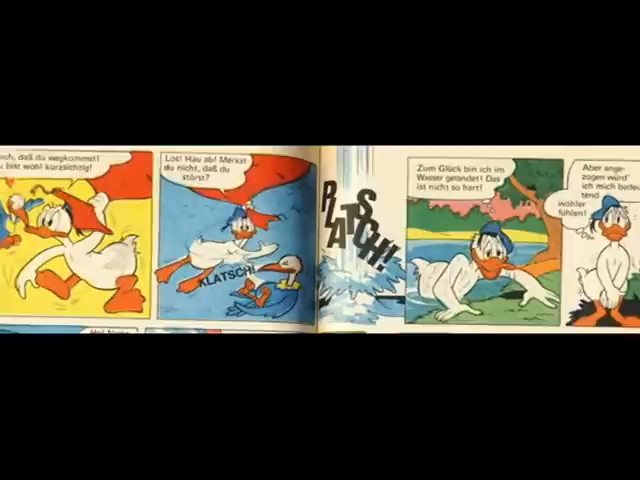 daß du wegkommst!
bist wohl kurzsichtig!
Los! Hau ab! Merkst
du nicht, daß du
störst?
KLATSCH!
PLATSCH!
Zum Glück bin ich im
Wasser gelandet! Das
ist nicht so hart!
Aber ange-
zogen würd'
ich mich bedeu-
tend
wohler
fühlen!